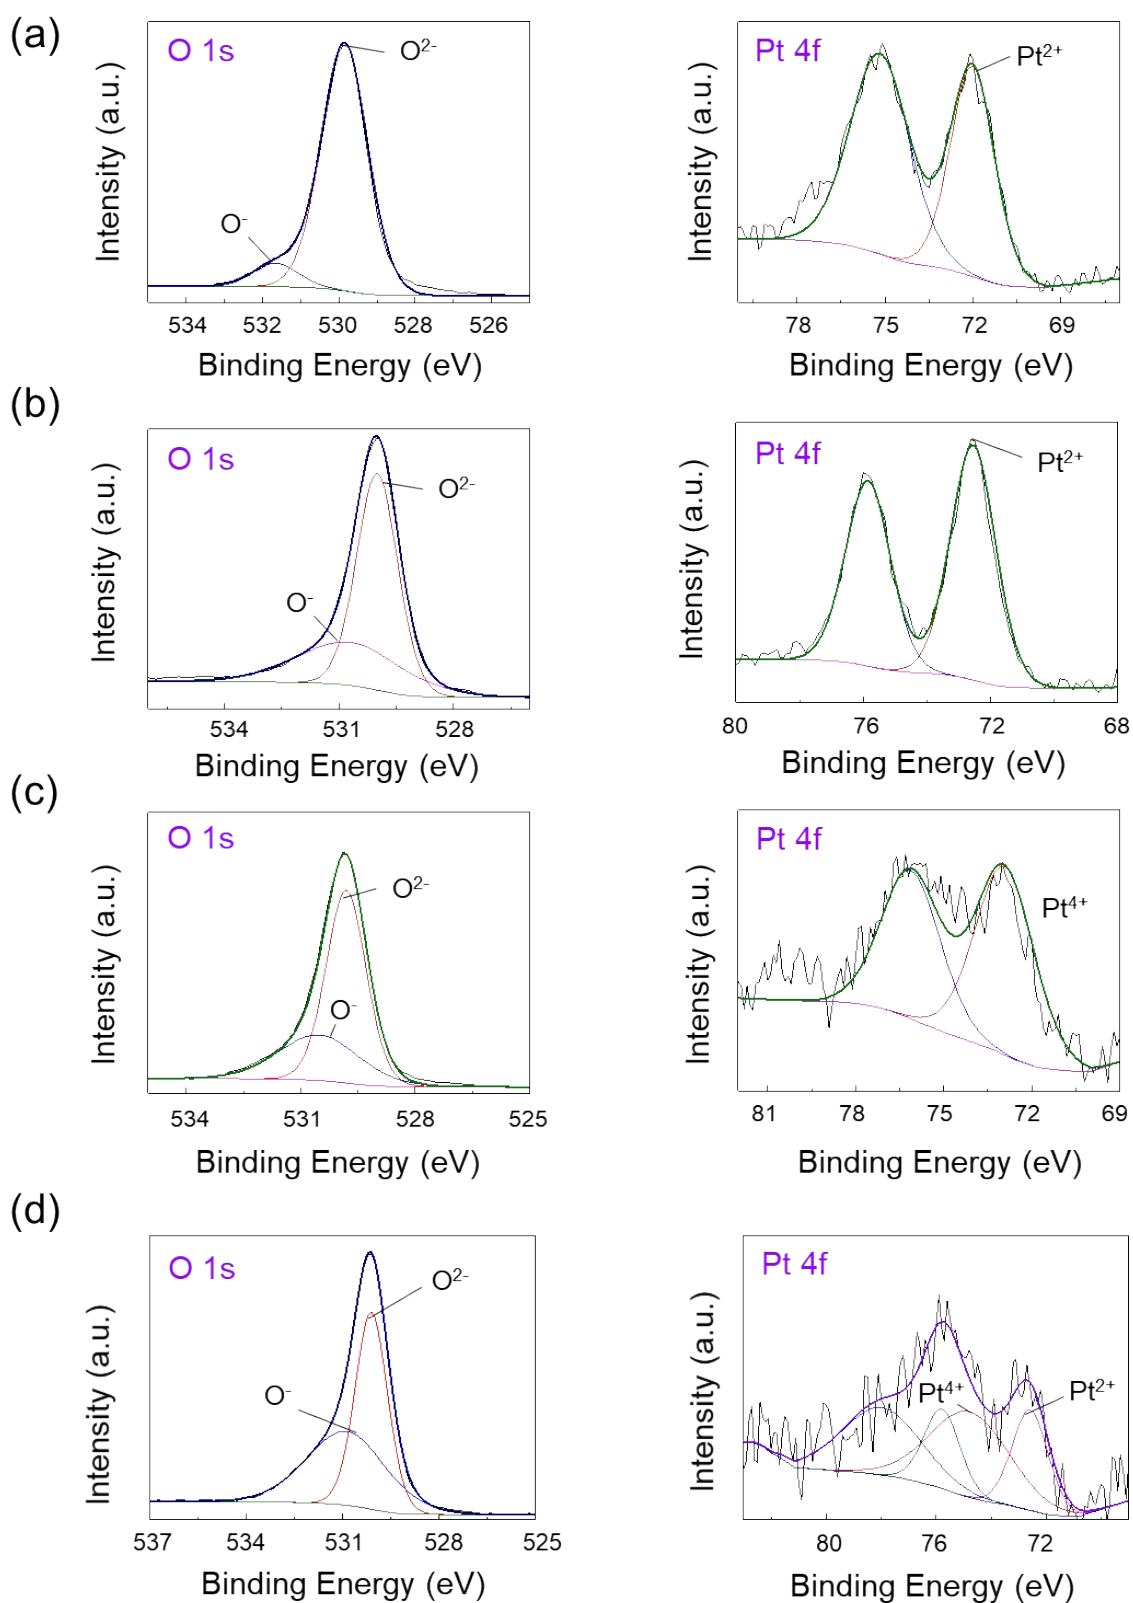 (a)
O 1s
O²⁻
O⁻
Intensity (a.u.)
534
532
530
528
526
Binding Energy (eV)
Pt 4f
Pt²⁺
Intensity (a.u.)
78
75
72
69
Binding Energy (eV)
(b)
O 1s
O²⁻
O⁻
Intensity (a.u.)
534
531
528
Binding Energy (eV)
Pt 4f
Pt²⁺
Intensity (a.u.)
80
76
72
68
Binding Energy (eV)
(c)
O 1s
O²⁻
O⁻
Intensity (a.u.)
534
531
528
525
Binding Energy (eV)
Pt 4f
Pt⁴⁺
Intensity (a.u.)
81
78
75
72
69
Binding Energy (eV)
(d)
O 1s
O²⁻
O⁻
Intensity (a.u.)
537
534
531
528
525
Binding Energy (eV)
Pt 4f
Pt⁴⁺
Pt²⁺
Intensity (a.u.)
80
76
72
Binding Energy (eV)